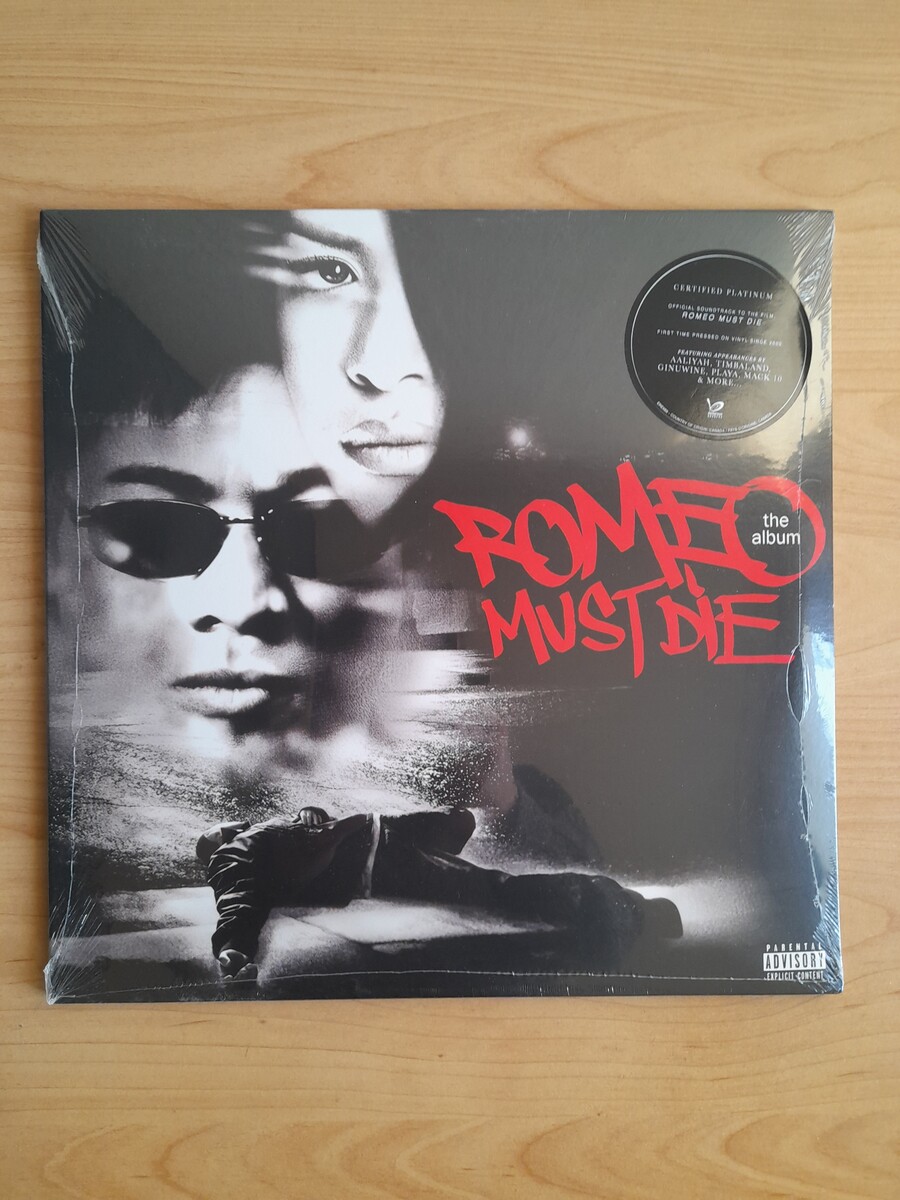 CERTIFIED PLATINUM
OFFICIAL SOUNDTRACK TO THE FILM
ROMEO MUST DIE
FIRST TIME PRESSED ON VINYL SINCE 2000
FEATURING APPEARANCES BY
AALIYAH, TIMBALAND,
GINUWINE, PLAYA, MACK 10
& MORE...
ROMEO
the
album
MUST DIE
PARENTAL
ADVISORY
EXPLICIT CONTENT